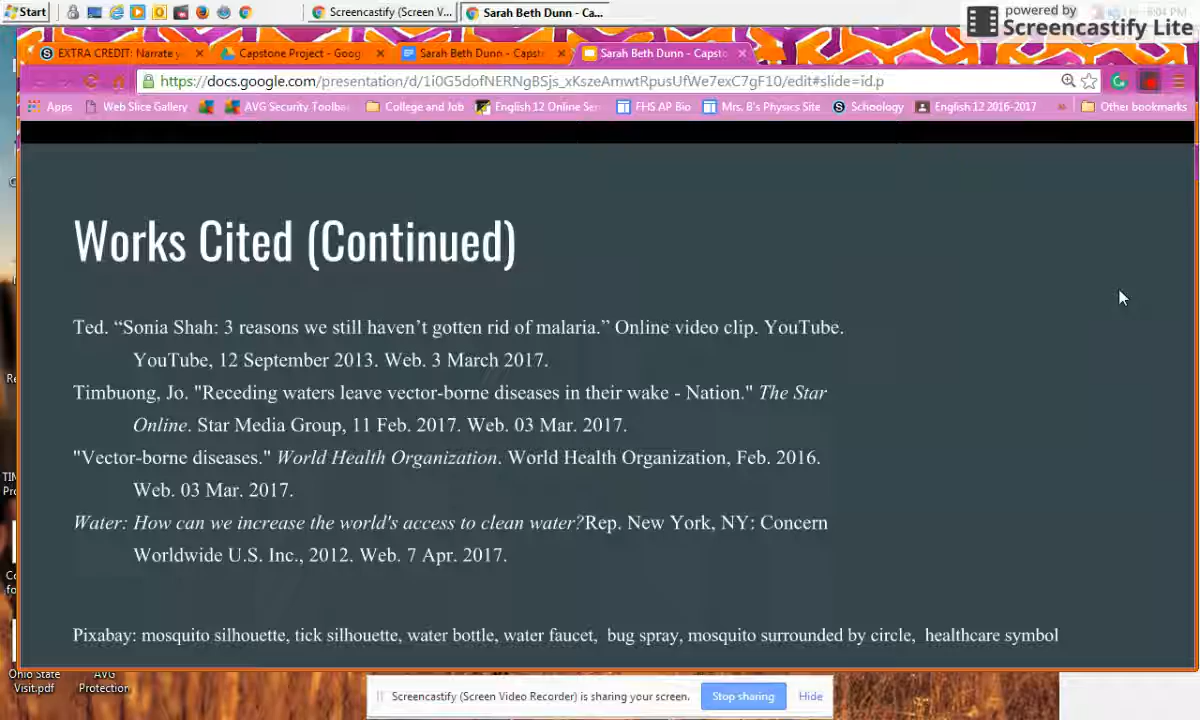 Start
Screencastify (Screen V...
Sarah Beth Dunn - Ca...
8:04 PM
powered by
Screencastify Lite
EXTRA CREDIT: Narrate y
Capstone Project - Goog
Sarah Beth Dunn - Capst
Sarah Beth Dunn - Capsto
https://docs.google.com/presentation/d/1i0G5dofNERNgBSjs_xKszeAmwtRpusUfWe7exC7gF10/edit#slide=id.p
Apps
Web Slice Gallery
AVG Security Toolba
College and Job
English 12 Online Se
FHS AP Bio
Mrs. B's Physics Site
Schoology
English 12 2016-2017
»
Other bookmarks
Works Cited (Continued)
Ted. “Sonia Shah: 3 reasons we still haven’t gotten rid of malaria.” Online video clip. YouTube.
YouTube, 12 September 2013. Web. 3 March 2017.
Timbuong, Jo. "Receding waters leave vector-borne diseases in their wake - Nation." The Star
Online. Star Media Group, 11 Feb. 2017. Web. 03 Mar. 2017.
"Vector-borne diseases." World Health Organization. World Health Organization, Feb. 2016.
Web. 03 Mar. 2017.
Water: How can we increase the world's access to clean water?Rep. New York, NY: Concern
Worldwide U.S. Inc., 2012. Web. 7 Apr. 2017.
Pixabay: mosquito silhouette, tick silhouette, water bottle, water faucet, bug spray, mosquito surrounded by circle, healthcare symbol
Ohio State
Visit.pdf
AVG
Protection
Screencastify (Screen Video Recorder) is sharing your screen.
Stop sharing
Hide